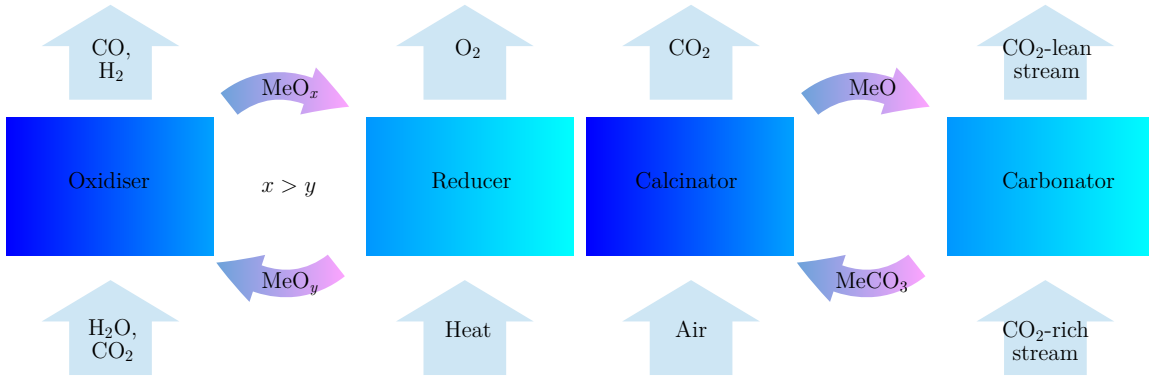 CO,
H₂
O₂
CO₂
CO₂-lean
stream
MeOₓ
MeO
Oxidiser
x > y
Reducer
Calcinator
Carbonator
MeOᵧ
MeCO₃
H₂O,
CO₂
Heat
Air
CO₂-rich
stream